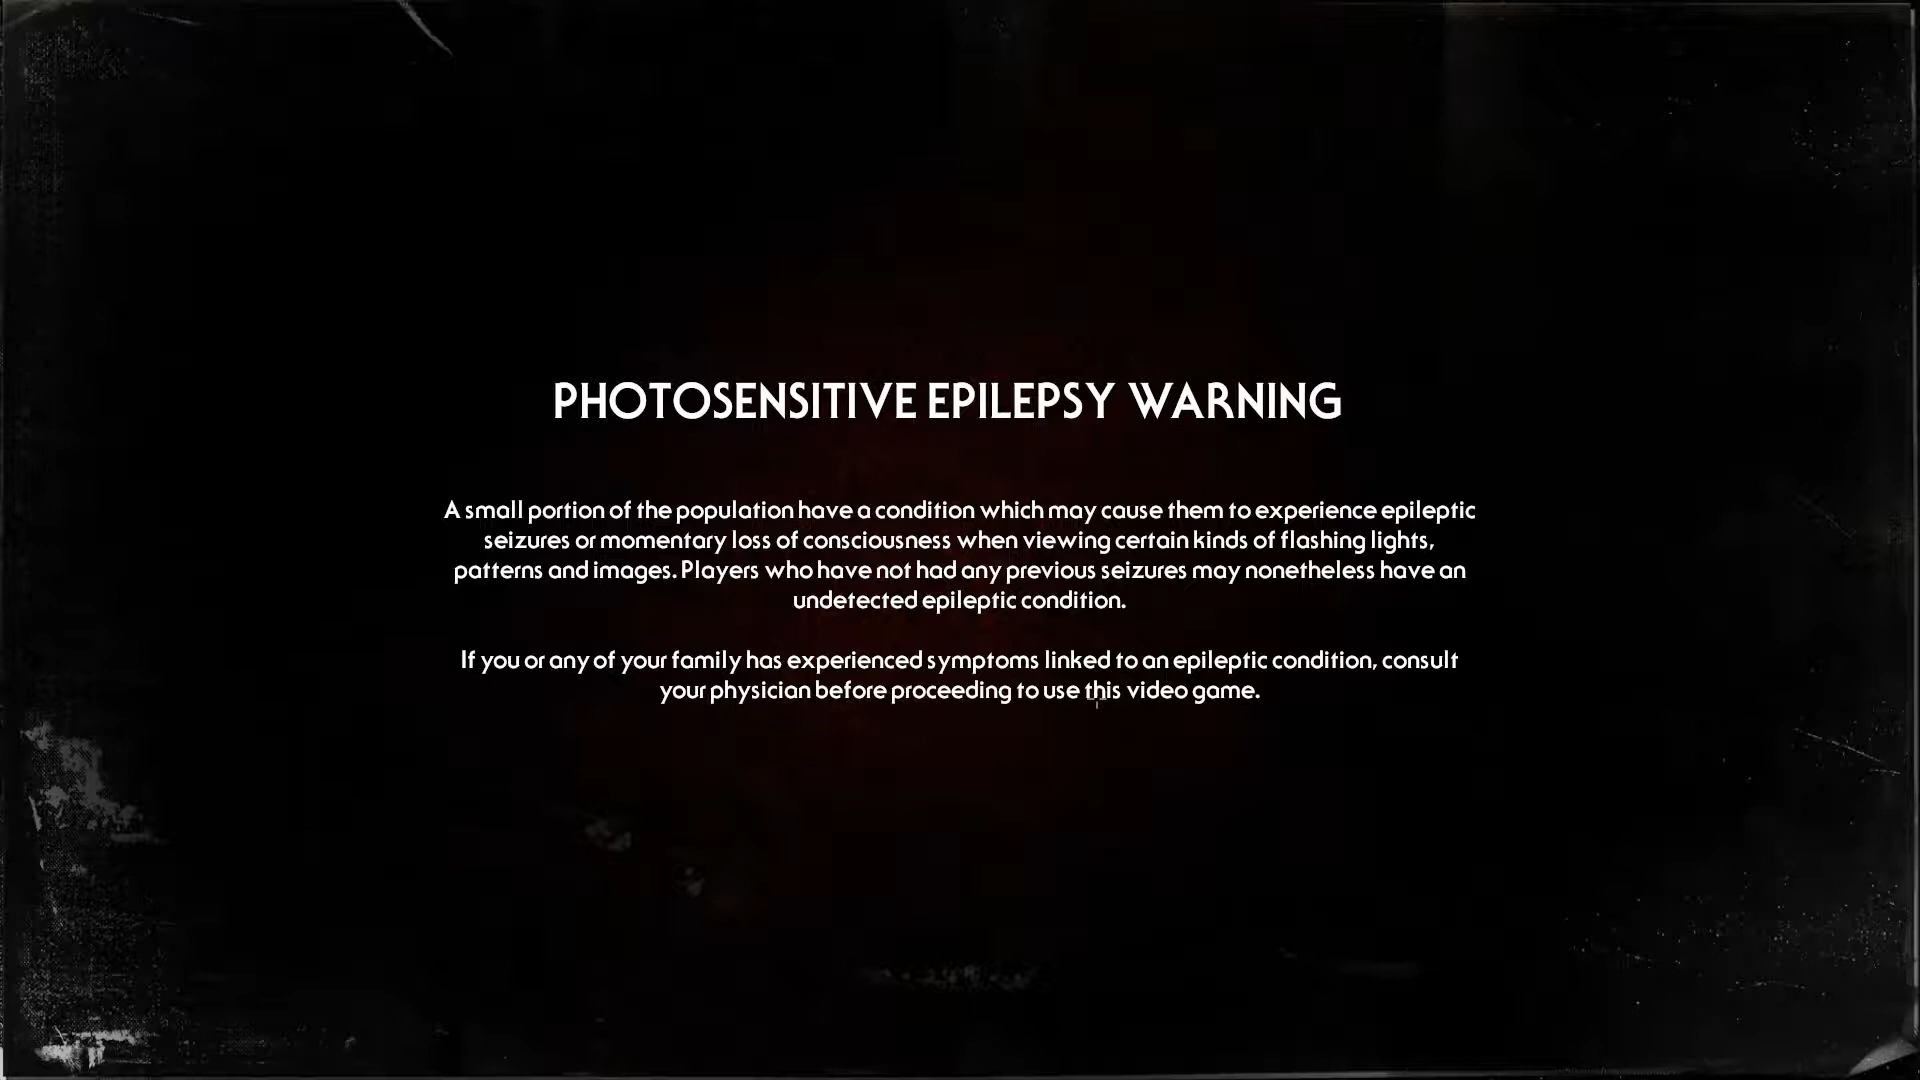 PHOTOSENSITIVE EPILEPSY WARNING
A small portion of the population have a condition which may cause them to experience epileptic
seizures or momentary loss of consciousness when viewing certain kinds of flashing lights,
patterns and images. Players who have not had any previous seizures may nonetheless have an
undetected epileptic condition.
If you or any of your family has experienced symptoms linked to an epileptic condition, consult
your physician before proceeding to use this video game.